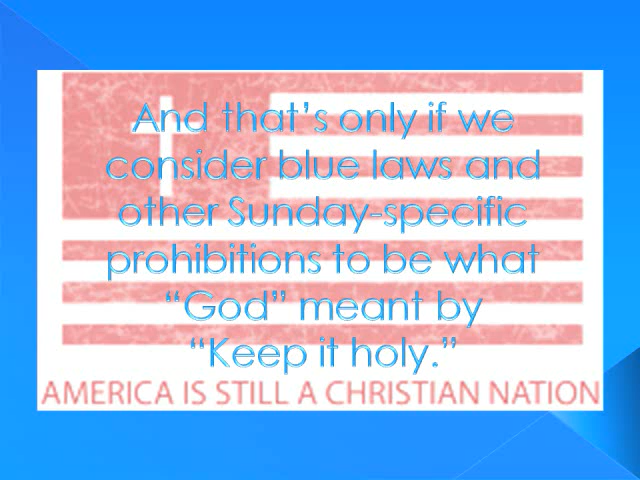 And that’s only if we
consider blue laws and
other Sunday-specific
prohibitions to be what
“God” meant by
“Keep it holy.”
AMERICA IS STILL A CHRISTIAN NATION